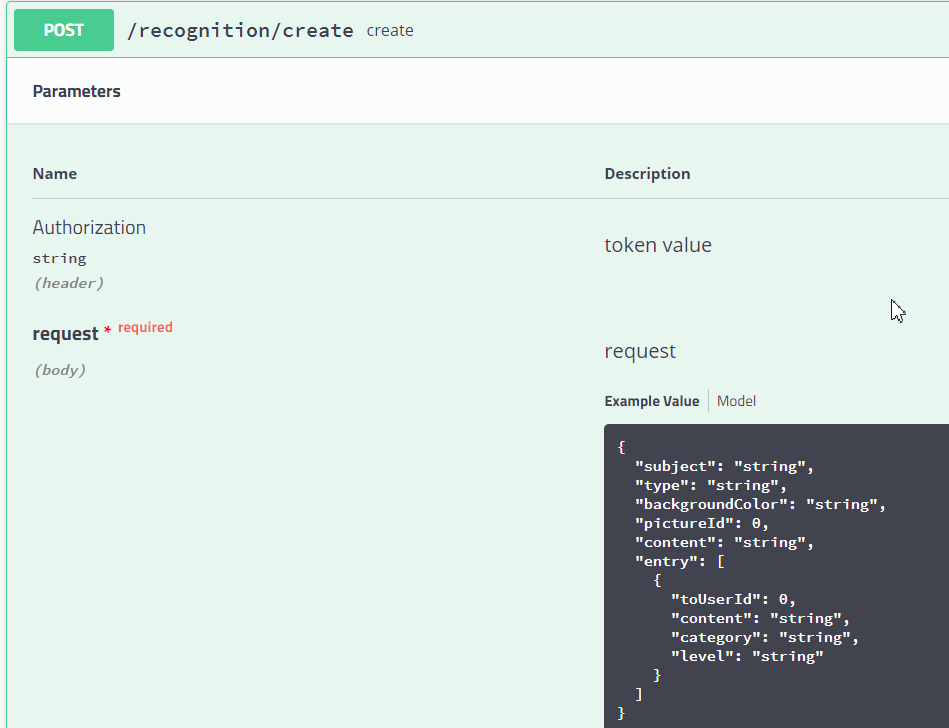 POST /recognition/create create
Parameters
Name Description
Authorization
string
(header)
token value
request * required
(body)
request
Example Value Model
{
  "subject": "string",
  "type": "string",
  "backgroundColor": "string",
  "pictureId": 0,
  "content": "string",
  "entry": [
    {
      "toUserId": 0,
      "content": "string",
      "category": "string",
      "level": "string"
    }
  ]
}